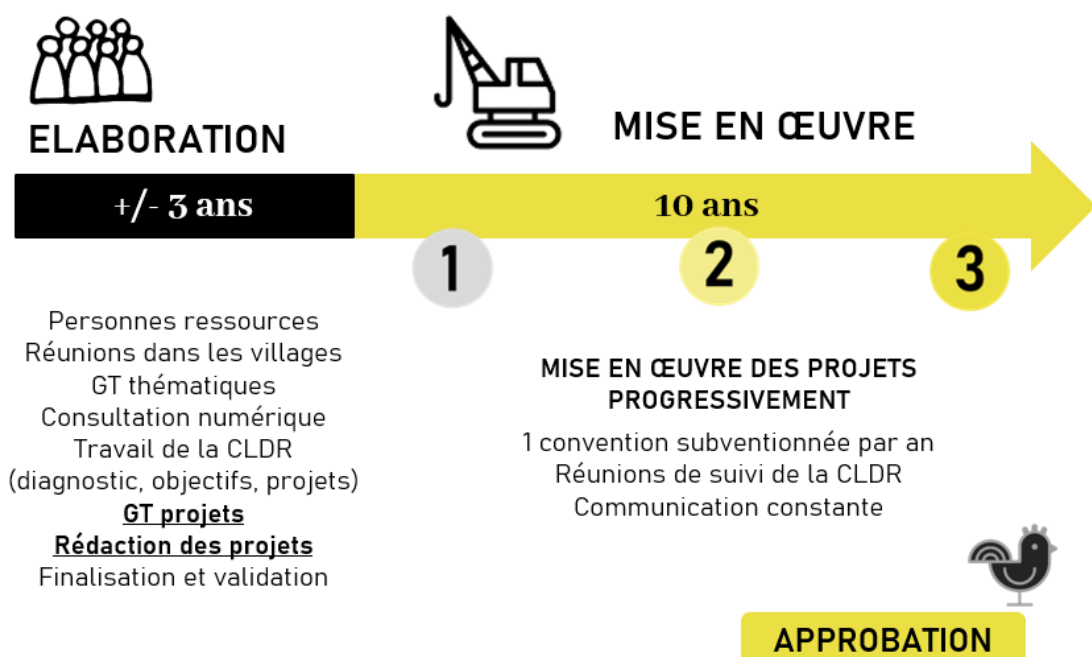 ELABORATION
MISE EN ŒUVRE
+/- 3 ans
10 ans
1
2
3
Personnes ressources
Réunions dans les villages
GT thématiques
Consultation numérique
Travail de la CLDR
(diagnostic, objectifs, projets)
GT projets
Rédaction des projets
Finalisation et validation
MISE EN ŒUVRE DES PROJETS
PROGRESSIVEMENT
1 convention subventionnée par an
Réunions de suivi de la CLDR
Communication constante
APPROBATION